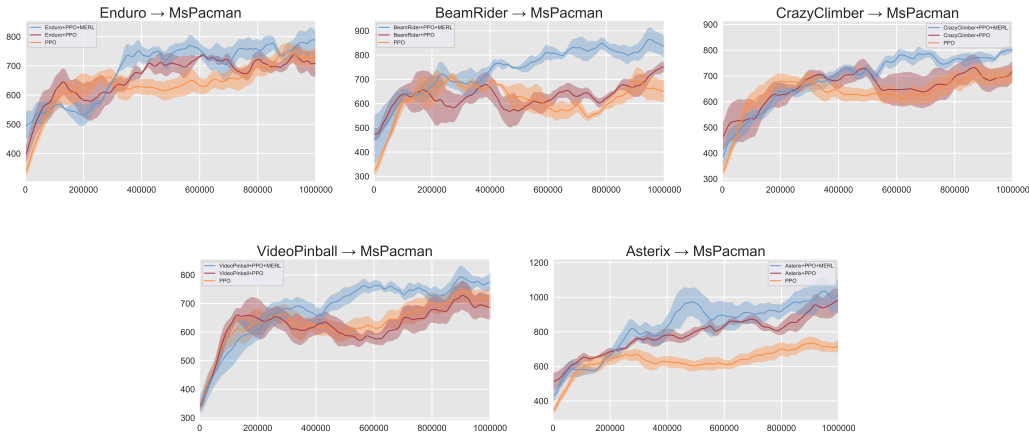 Enduro → MsPacman
Enduro+PPO+MERL
Enduro+PPO
PPO
800
700
600
500
400
0 200000 400000 600000 800000 1000000
BeamRider → MsPacman
BeamRider+PPO+MERL
BeamRider+PPO
PPO
900
800
700
600
500
400
300
0 200000 400000 600000 800000 1000000
CrazyClimber → MsPacman
CrazyClimber+PPO+MERL
CrazyClimber+PPO
PPO
900
800
700
600
500
400
300
0 200000 400000 600000 800000 1000000
VideoPinball → MsPacman
VideoPinball+PPO+MERL
VideoPinball+PPO
PPO
800
700
600
500
400
300
0 200000 400000 600000 800000 1000000
Asterix → MsPacman
Asterix+PPO+MERL
Asterix+PPO
PPO
1200
1000
800
600
400
0 200000 400000 600000 800000 1000000